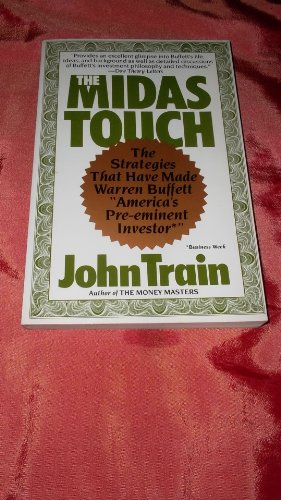 "Provides an excellent glimpse into Buffett's life,
ideas, and background as well as detailed discussions
of Buffett's investment philosophy and techniques."
—Dow Theory Letters
THE
MIDAS
TOUCH
The
Strategies
That Have Made
Warren Buffett
"America's
Pre-eminent
Investor*"
*Business Week
John Train
Author of THE MONEY MASTERS